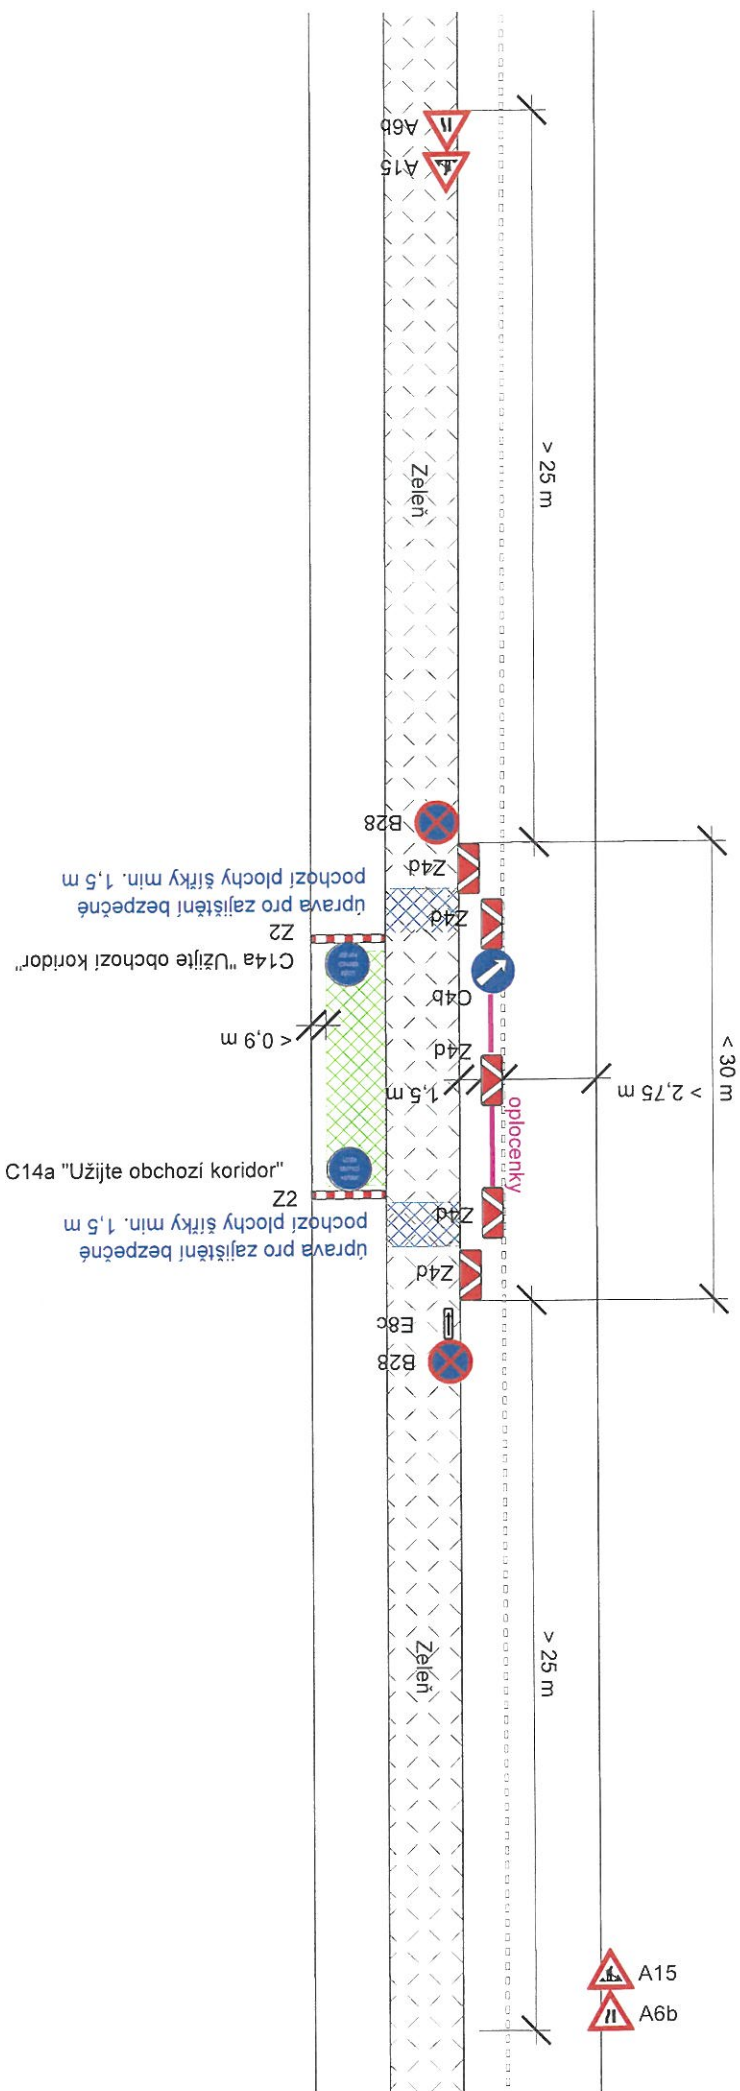 A6b
A15
> 25 m
Zeleň
B28
Z4d
úprava pro zajištění bezpečné
pochozí plochy šířky min. 1,5 m
Z4d
Z2
C14a "Užijte obchozí koridor"
C4b
< 0,9 m
Z4d
< 30 m
1,5 m
> 2,75 m
oplocenky
C14a "Užijte obchozí koridor"
Z2
Z4d
úprava pro zajištění bezpečné
pochozí plochy šířky min. 1,5 m
Z4d
E8c
B28
> 25 m
Zeleň
A15
A6b